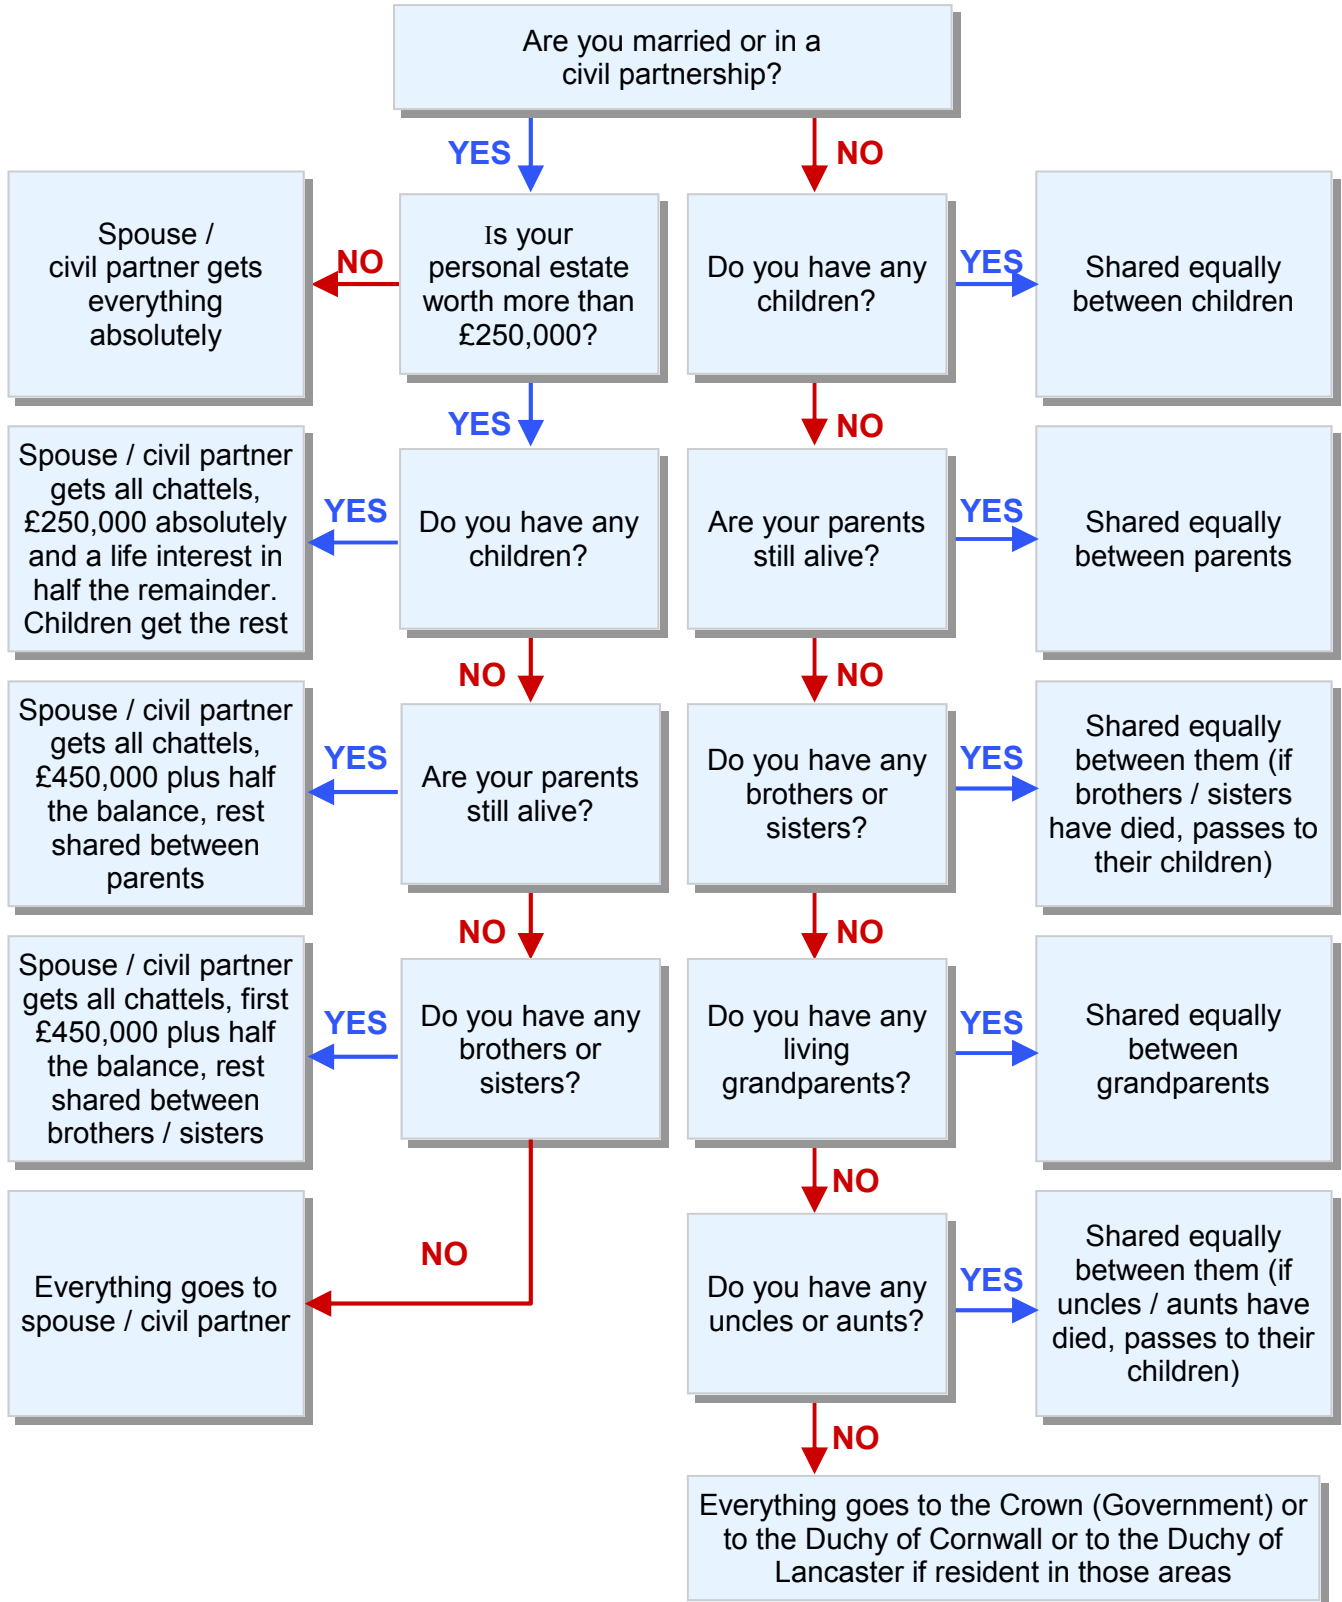 Are you married or in a
civil partnership?
YES
NO
Spouse /
civil partner gets
everything
absolutely
NO
Is your
personal estate
worth more than
£250,000?
Do you have any
children?
YES
Shared equally
between children
YES
NO
Spouse / civil partner
gets all chattels,
£250,000 absolutely
and a life interest in
half the remainder.
Children get the rest
YES
Do you have any
children?
Are your parents
still alive?
YES
Shared equally
between parents
NO
NO
Spouse / civil partner
gets all chattels,
£450,000 plus half
the balance, rest
shared between
parents
YES
Are your parents
still alive?
Do you have any
brothers or
sisters?
YES
Shared equally
between them (if
brothers / sisters
have died, passes to
their children)
NO
NO
Spouse / civil partner
gets all chattels, first
£450,000 plus half
the balance, rest
shared between
brothers / sisters
YES
Do you have any
brothers or
sisters?
Do you have any
living
grandparents?
YES
Shared equally
between
grandparents
NO
NO
Everything goes to
spouse / civil partner
Do you have any
uncles or aunts?
YES
Shared equally
between them (if
uncles / aunts have
died, passes to their
children)
NO
Everything goes to the Crown (Government) or
to the Duchy of Cornwall or to the Duchy of
Lancaster if resident in those areas